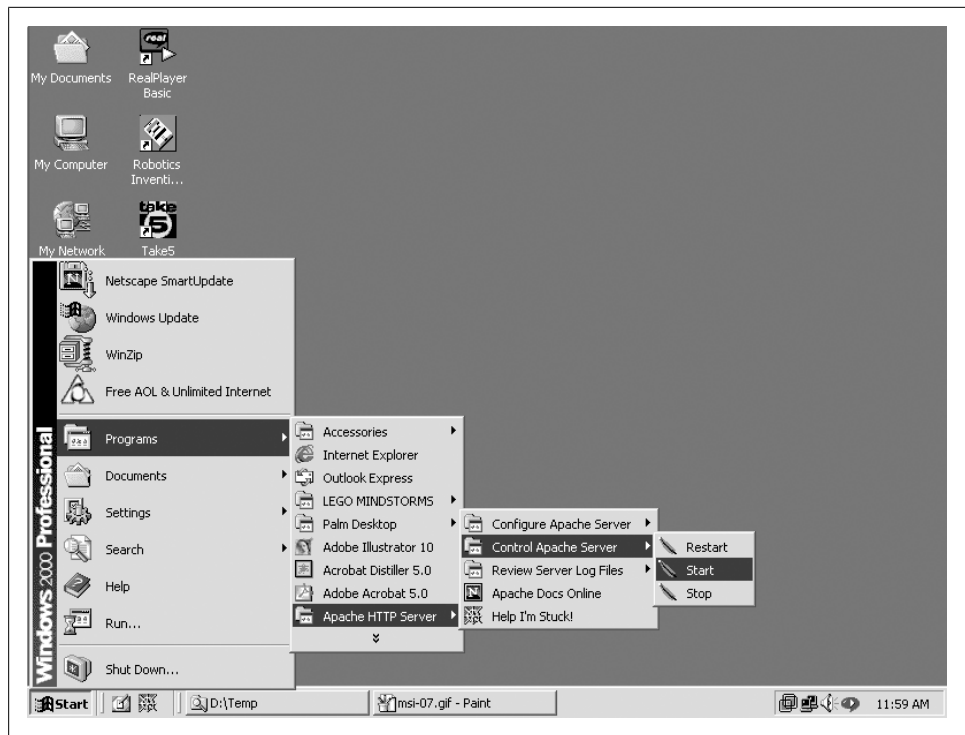 My Documents
RealPlayer
Basic
real
My Computer
Robotics
Inventi...
take
5
My Network
Take5
Netscape SmartUpdate
Windows Update
WinZip
Free AOL & Unlimited Internet
Programs
Documents
Settings
Search
Help
Run...
Shut Down...
Windows 2000 Professional
Accessories
Internet Explorer
Outlook Express
LEGO MINDSTORMS
Palm Desktop
Adobe Illustrator 10
Acrobat Distiller 5.0
Adobe Acrobat 5.0
Apache HTTP Server
Configure Apache Server
Control Apache Server
Review Server Log Files
Apache Docs Online
Help I'm Stuck!
Restart
Start
Stop
Start
D:\Temp
msi-07.gif - Paint
11:59 AM